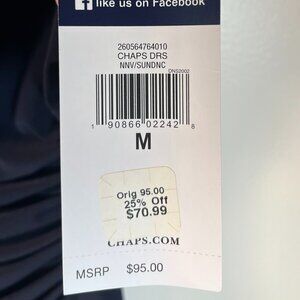 f like us on Facebook
260564764010
CHAPS DRS
NNV/SUNDNC
DNS2002
1 90866 02242 8
M
Orig 95.00
25% Off
$70.99
CHAPS.COM
MSRP $95.00